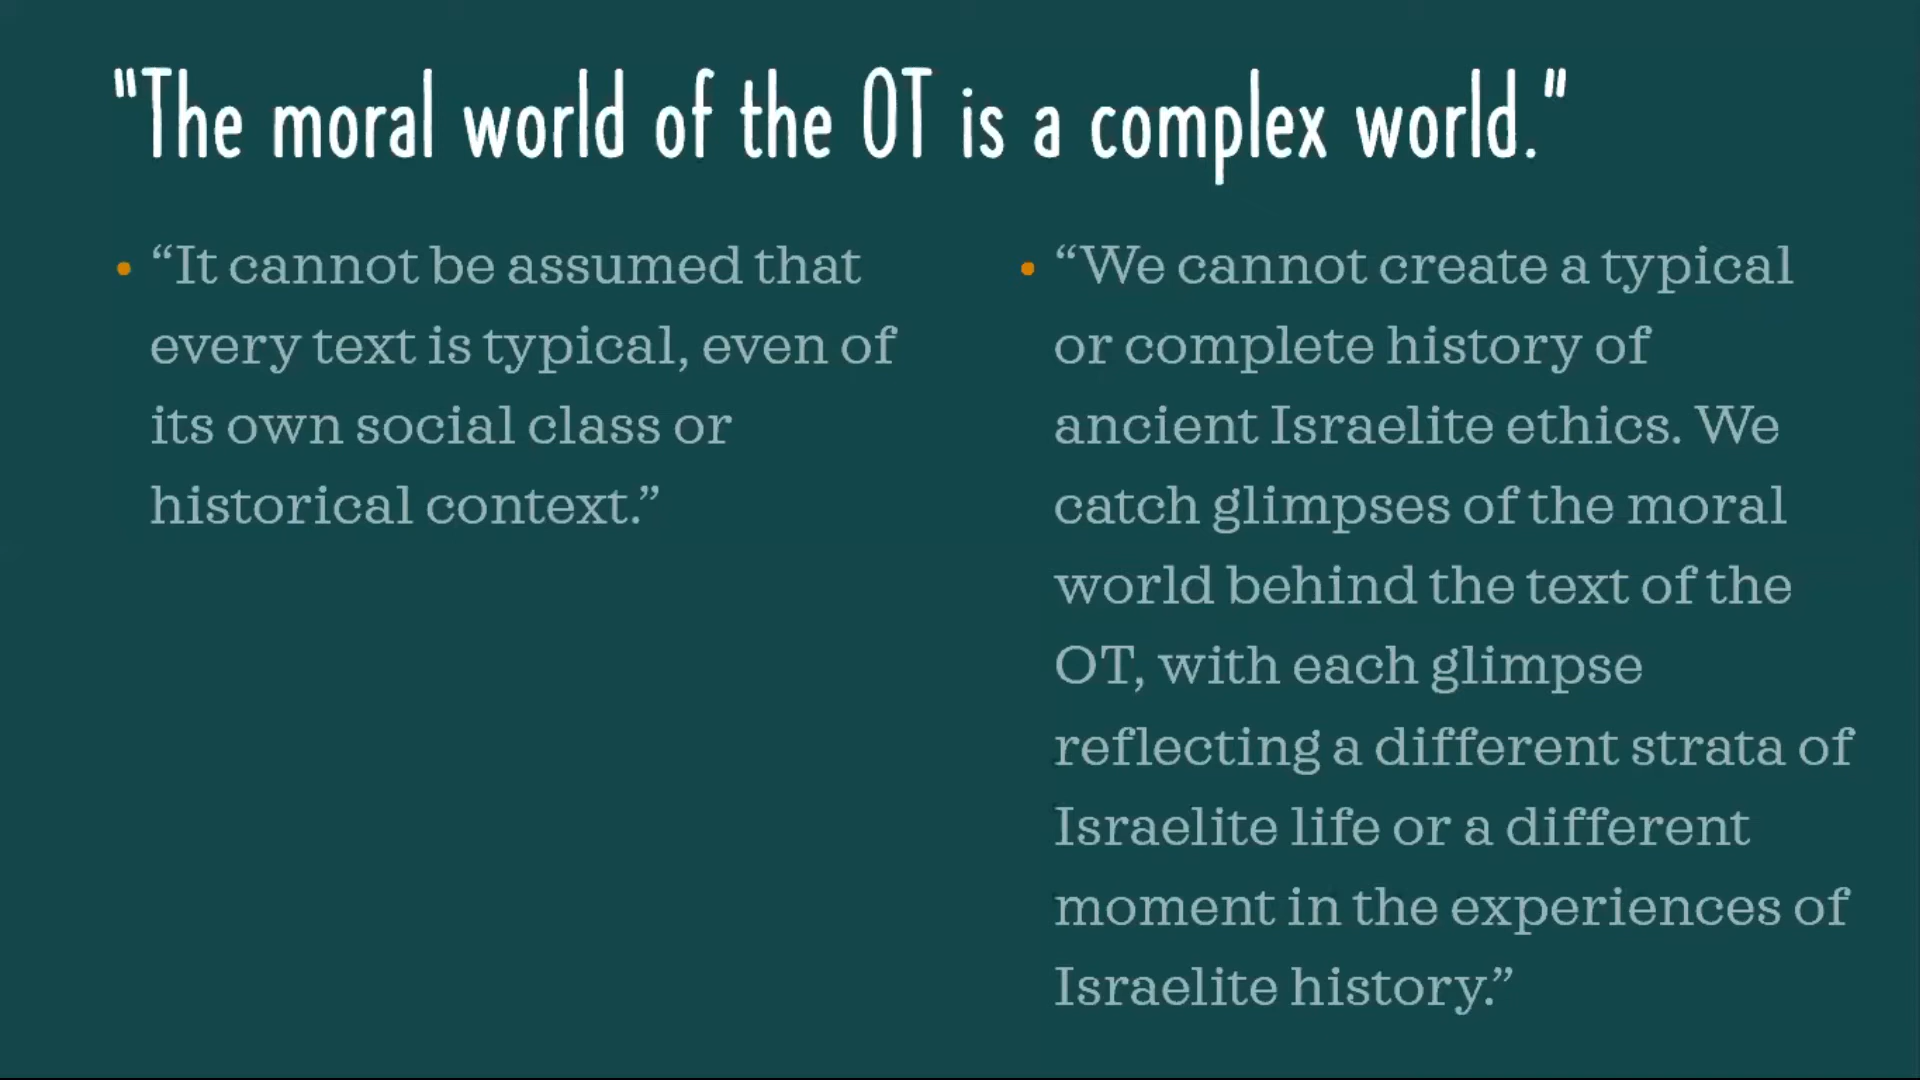 "The moral world of the OT is a complex world."
• “It cannot be assumed that
every text is typical, even of
its own social class or
historical context.”
• “We cannot create a typical
or complete history of
ancient Israelite ethics. We
catch glimpses of the moral
world behind the text of the
OT, with each glimpse
reflecting a different strata of
Israelite life or a different
moment in the experiences of
Israelite history.”